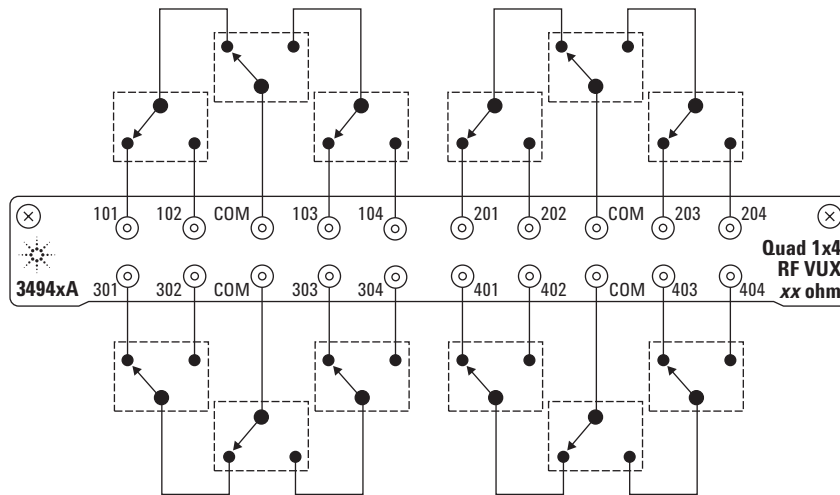 101 102 COM 103 104 201 202 COM 203 204
Quad 1x4
RF VUX
3494xA 301 302 COM 303 304 401 402 COM 403 404 xx ohm